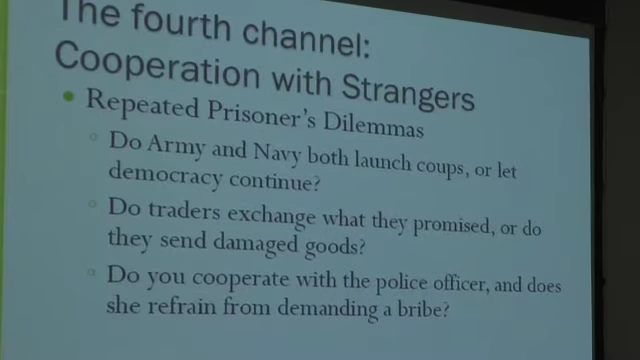 The fourth channel:
Cooperation with Strangers
Repeated Prisoner's Dilemmas
Do Army and Navy both launch coups, or let
democracy continue?
Do traders exchange what they promised, or do
they send damaged goods?
Do you cooperate with the police officer, and does
she refrain from demanding a bribe?